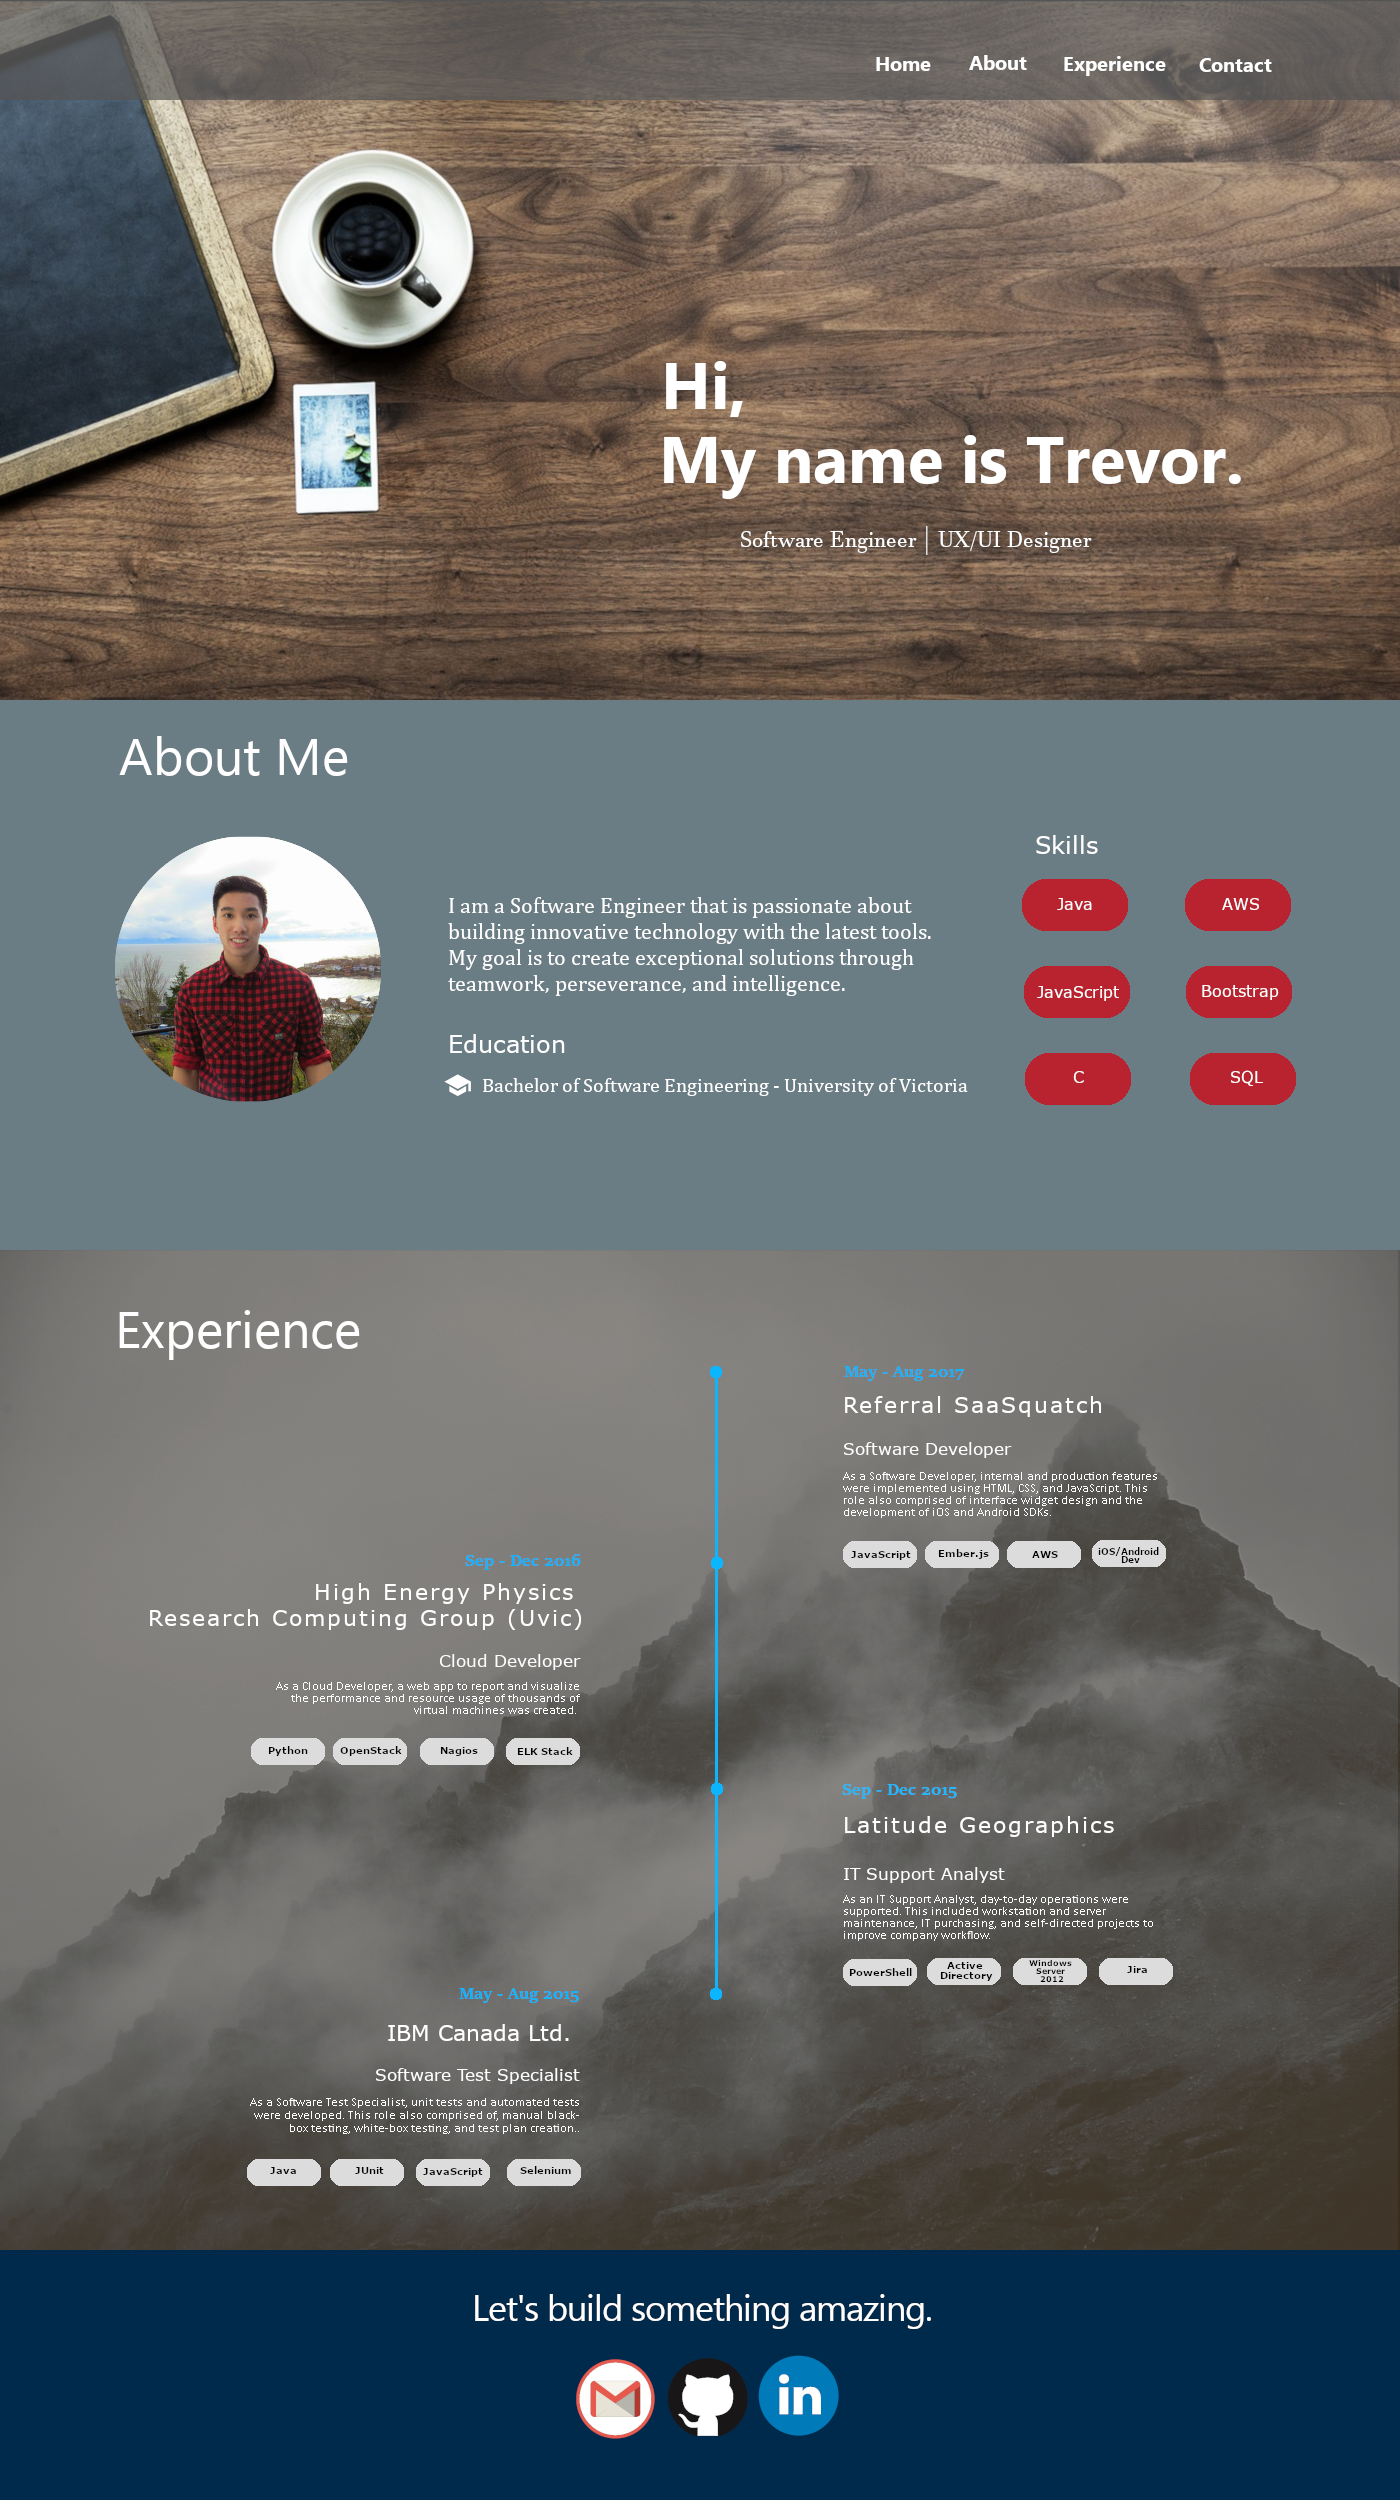 Home About Experience Contact
Hi,
My name is Trevor.
Software Engineer | UX/UI Designer
About Me
I am a Software Engineer that is passionate about
building innovative technology with the latest tools.
My goal is to create exceptional solutions through
teamwork, perseverance, and intelligence.
Education
Bachelor of Software Engineering - University of Victoria
Skills
Java AWS
JavaScript Bootstrap
C SQL
Experience
May - Aug 2017
Referral SaaSquatch
Software Developer
As a Software Developer, internal and production features
were implemented using HTML, CSS, and JavaScript. This
role also comprised of interface widget design and the
development of iOS and Android SDKs.
JavaScript Ember.js AWS iOS/Android
Dev
Sep - Dec 2016
High Energy Physics
Research Computing Group (Uvic)
Cloud Developer
As a Cloud Developer, a web app to report and visualize
the performance and resource usage of thousands of
virtual machines was created.
Python OpenStack Nagios ELK Stack
Sep - Dec 2015
Latitude Geographics
IT Support Analyst
As an IT Support Analyst, day-to-day operations were
supported. This included workstation and server
maintenance, IT purchasing, and self-directed projects to
improve company workflow.
PowerShell
Active
Directory
Windows
Server
2012
Jira
May - Aug 2015
IBM Canada Ltd.
Software Test Specialist
As a Software Test Specialist, unit tests and automated tests
were developed. This role also comprised of, manual black-
box testing, white-box testing, and test plan creation..
Java JUnit JavaScript Selenium
Let's build something amazing.
in